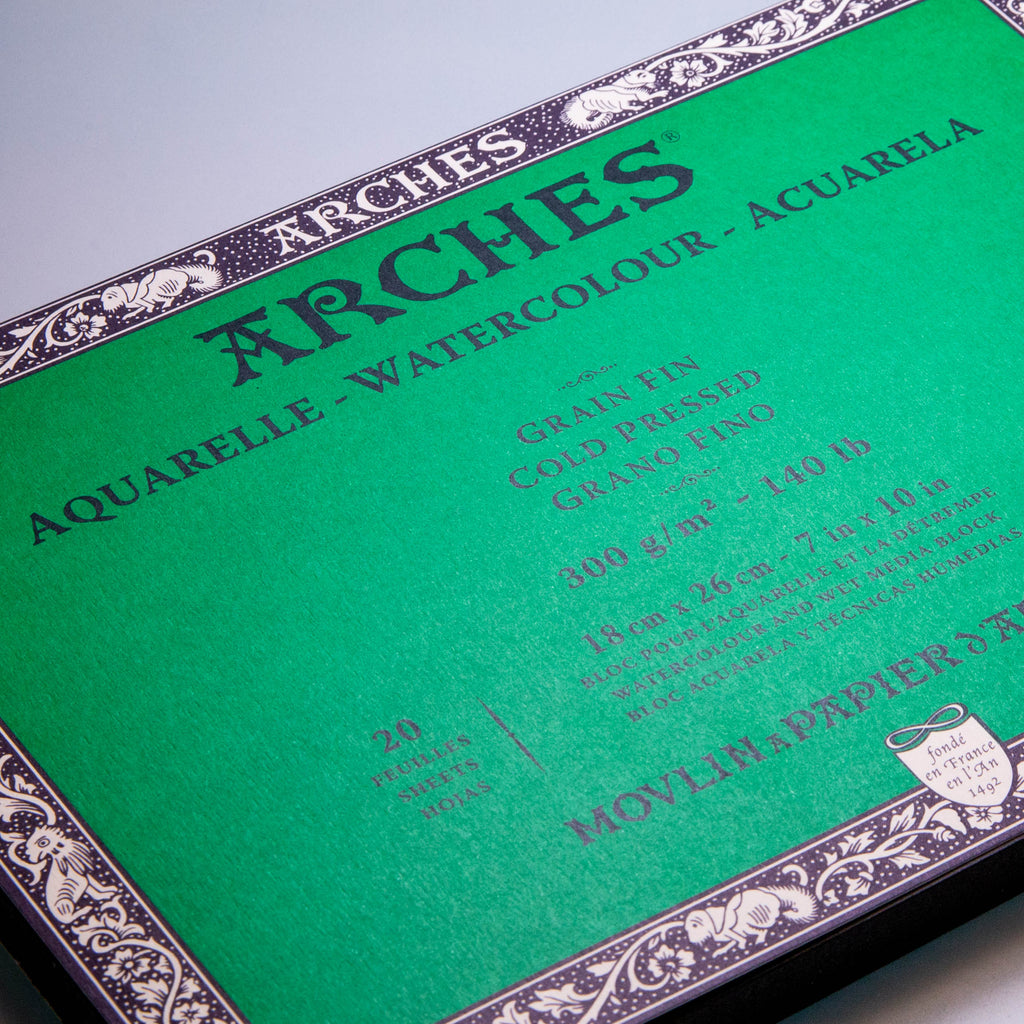 ARCHES
ARCHES®
AQUARELLE - WATERCOLOUR - ACUARELA
GRAIN FIN
COLD PRESSED
GRANO FINO
300 g/m² - 140 lb
18 cm x 26 cm - 7 in x 10 in
BLOC POUR L'AQUARELLE ET LA DÉTREMPE
WATERCOLOUR AND WET MEDIA BLOCK
BLOC ACUARELA Y TÉCNICAS HÚMEDIAS
20
FEUILLES
SHEETS
HOJAS
MOVLIN A PAPIER
fondé
en France
en l'An
1492